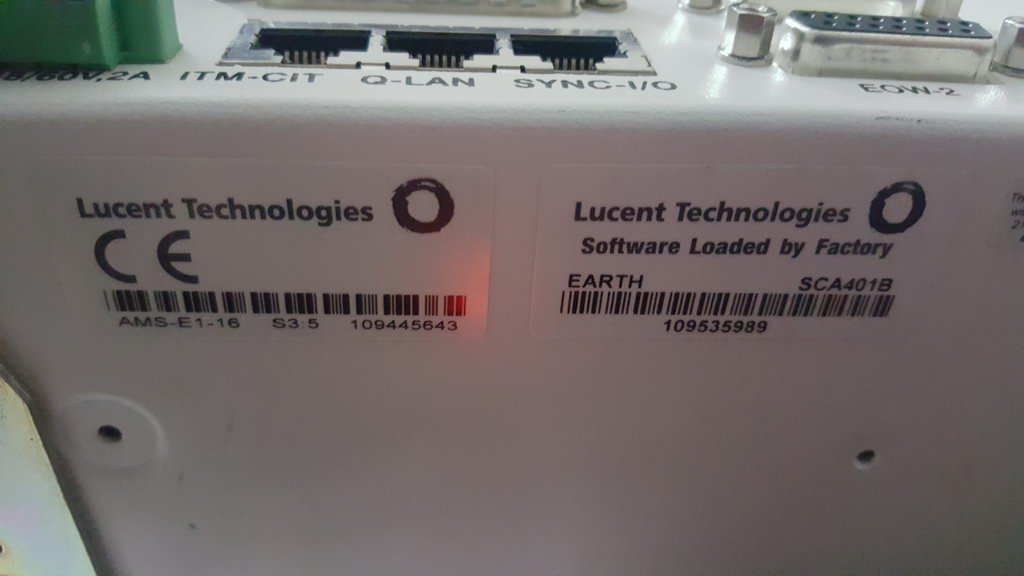 8/60V,2A ITM-CIT Q-LAN SYNC-I/O EOW-2
Lucent Technologies
CE
AMS-E1-16 S3:5 109445643
Lucent Technologies
Software Loaded by Factory
EARTH SCA401B
109535989